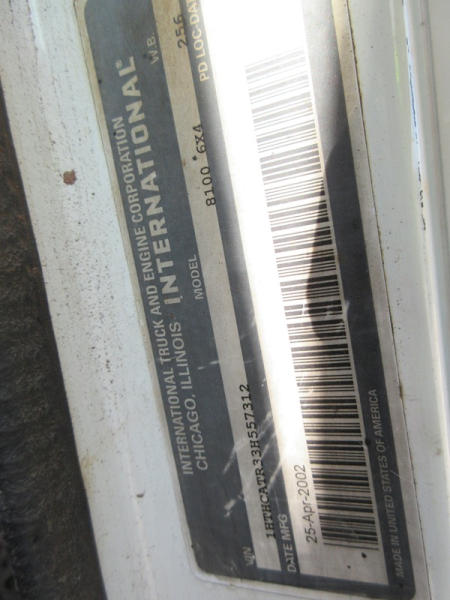 INTERNATIONAL TRUCK AND ENGINE CORPORATION
CHICAGO, ILLINOIS INTERNATIONAL®
MODEL 8100 6X4
W.B. 256
PD LOC-DA
VIN 1HTHCATR33H557312
DATE MFG
25-Apr-2002
MADE IN UNITED STATES OF AMERICA